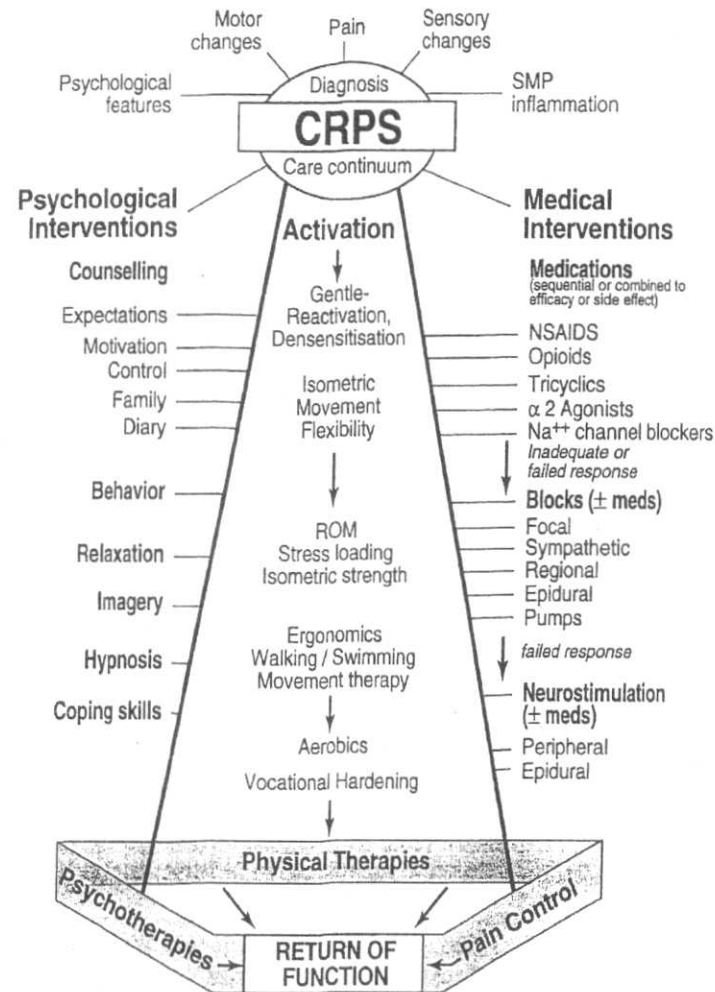 Motor
changes
Pain
Sensory
changes
Psychological
features
Diagnosis
SMP
inflammation
CRPS
Care continuum
Psychological
Interventions
Counselling
Expectations
Motivation
Control
Family
Diary
Behavior
Relaxation
Imagery
Hypnosis
Coping skills
Activation
Gentle-
Reactivation,
Densensitisation
Isometric
Movement
Flexibility
ROM
Stress loading
Isometric strength
Ergonomics
Walking / Swimming
Movement therapy
Aerobics
Vocational Hardening
Medical
Interventions
Medications
(sequential or combined to
efficacy or side effect)
NSAIDS
Opioids
Tricyclics
α 2 Agonists
Na⁺⁺ channel blockers
Inadequate or
failed response
Blocks (± meds)
Focal
Sympathetic
Regional
Epidural
Pumps
failed response
Neurostimulation
(± meds)
Peripheral
Epidural
Physical Therapies
Psychotherapies
Pain Control
RETURN OF
FUNCTION